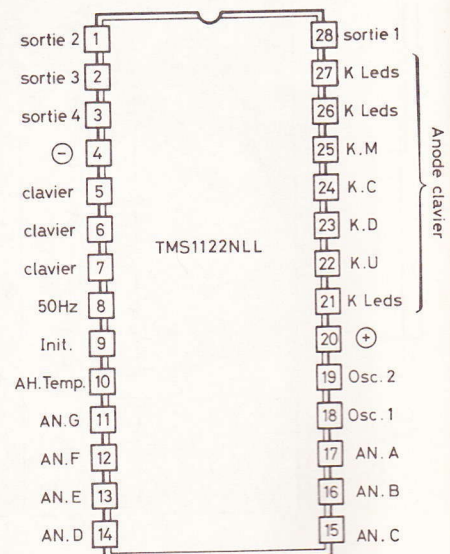 sortie 2 1
sortie 3 2
sortie 4 3
⊖ 4
clavier 5
clavier 6
clavier 7
50Hz 8
Init. 9
AH.Temp. 10
AN.G 11
AN.F 12
AN.E 13
AN.D 14
TMS1122NLL
28 sortie 1
27 K Leds
26 K Leds
25 K.M
24 K.C
23 K.D
22 K.U
21 K Leds
20 ⊕
19 Osc. 2
18 Osc. 1
17 AN. A
16 AN. B
15 AN. C
Anode clavier